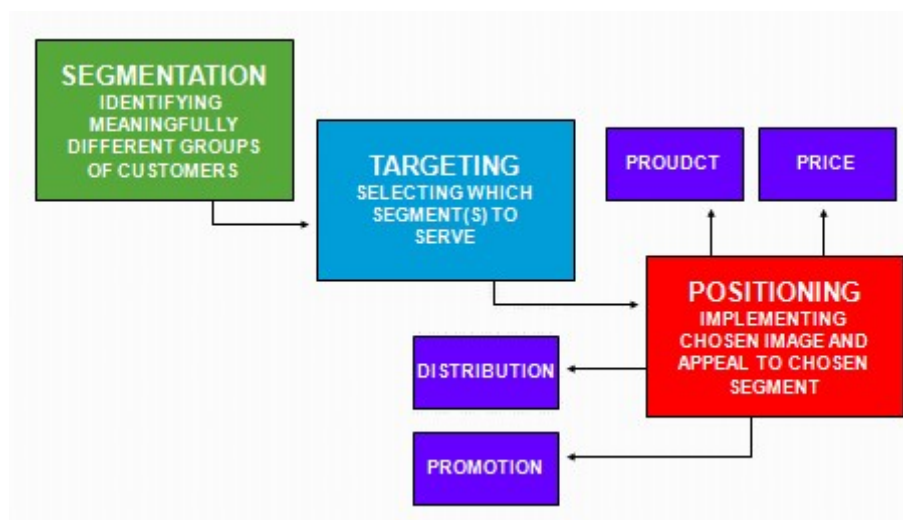 SEGMENTATION
IDENTIFYING
MEANINGFULLY
DIFFERENT GROUPS
OF CUSTOMERS
TARGETING
SELECTING WHICH
SEGMENT(S) TO
SERVE
PROUDCT
PRICE
POSITIONING
IMPLEMENTING
CHOSEN IMAGE AND
APPEAL TO CHOSEN
SEGMENT
DISTRIBUTION
PROMOTION